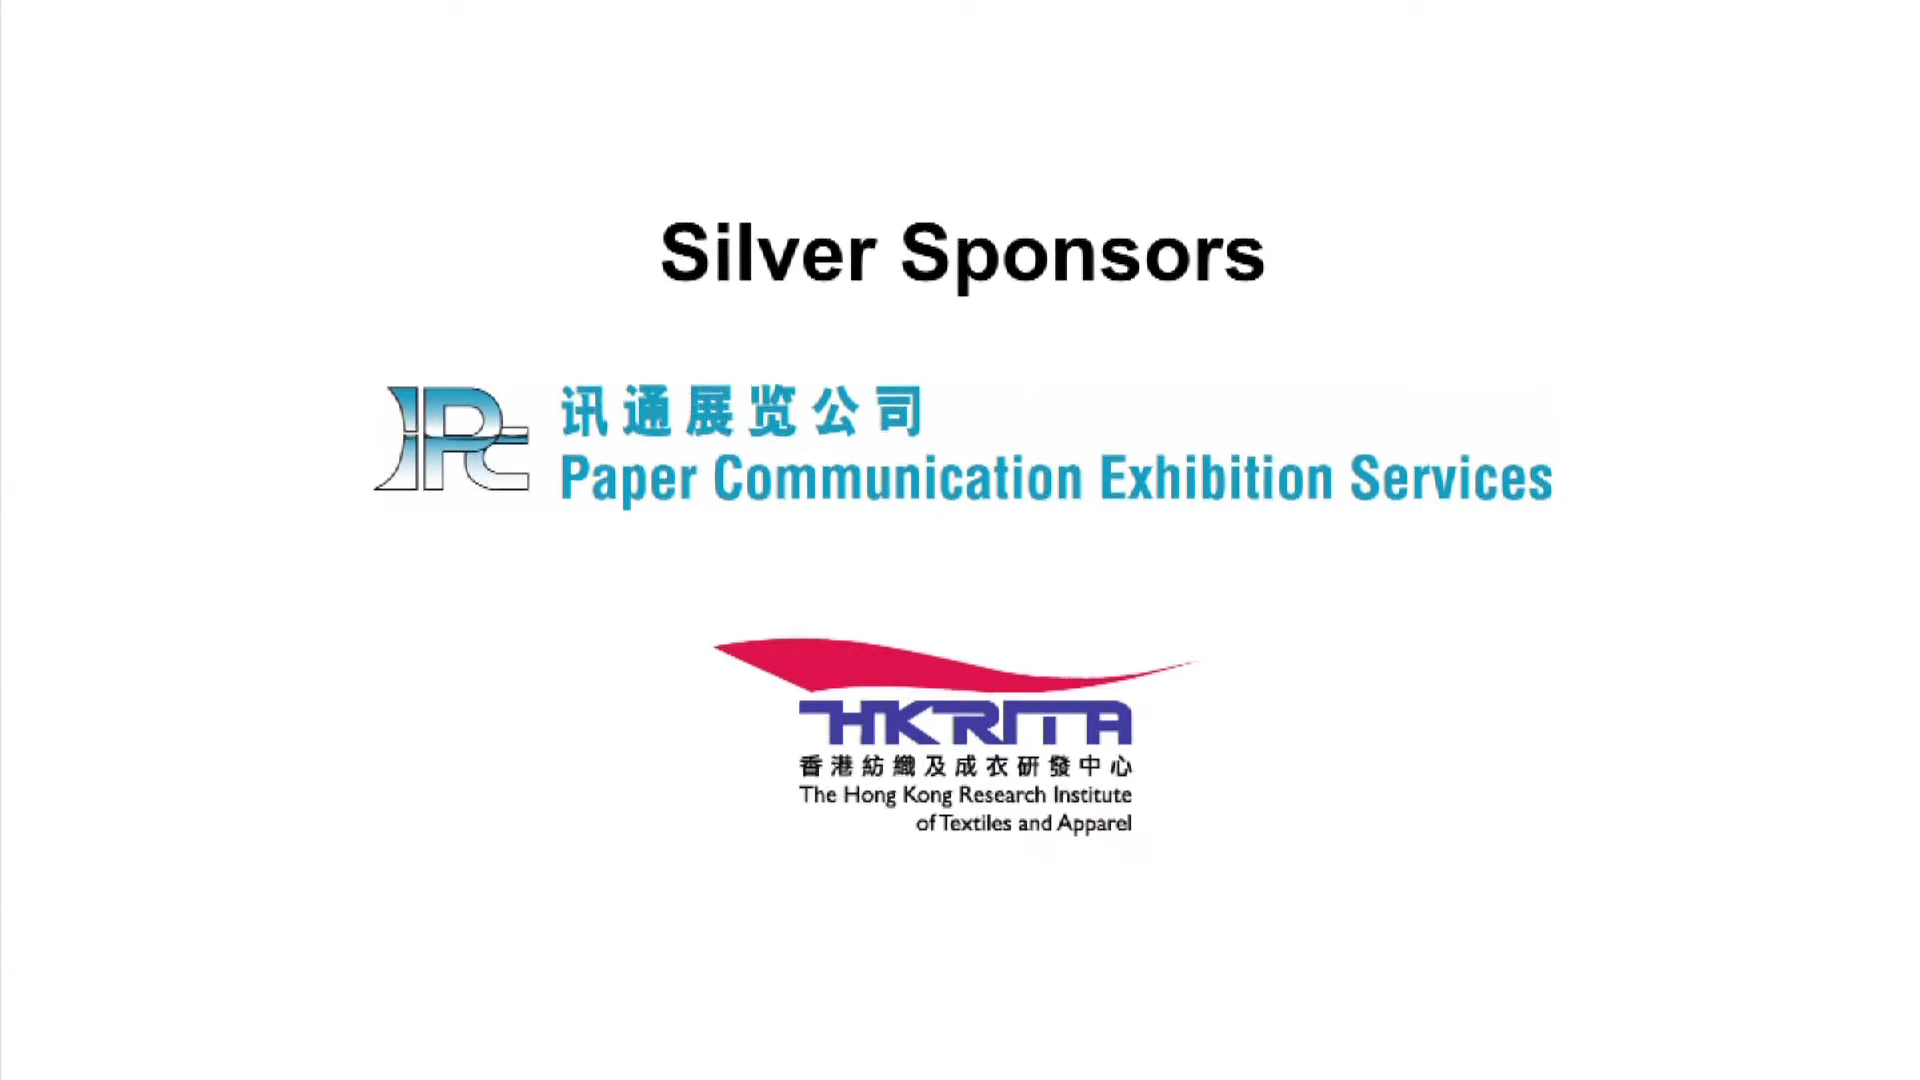 Silver Sponsors
讯通展览公司
Paper Communication Exhibition Services
HKRITA
香港紡織及成衣研發中心
The Hong Kong Research Institute
of Textiles and Apparel